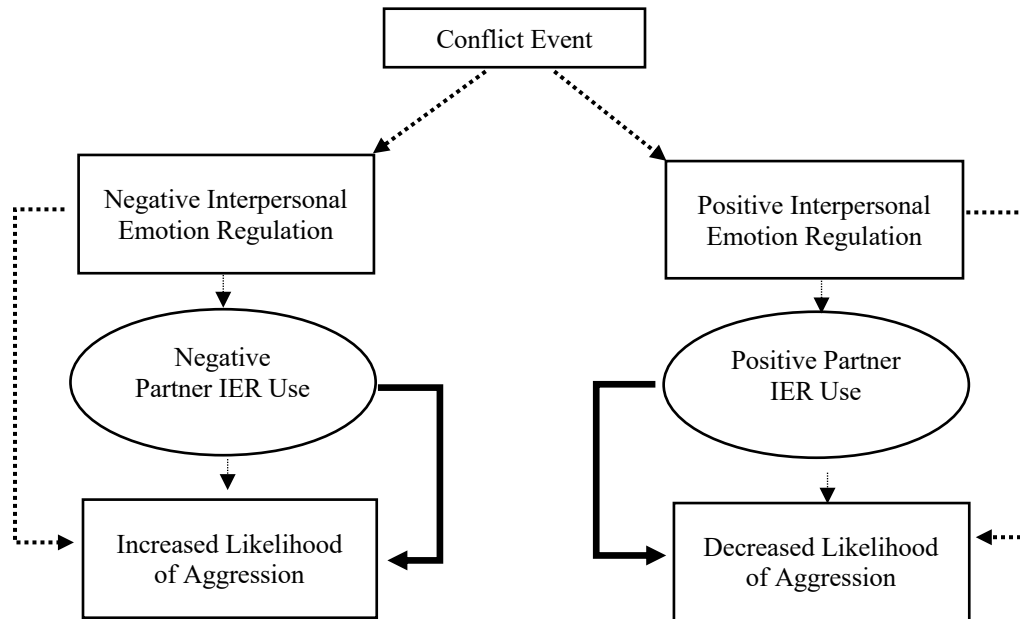 Conflict Event
Negative Interpersonal
Emotion Regulation
Positive Interpersonal
Emotion Regulation
Negative
Partner IER Use
Positive Partner
IER Use
Increased Likelihood
of Aggression
Decreased Likelihood
of Aggression